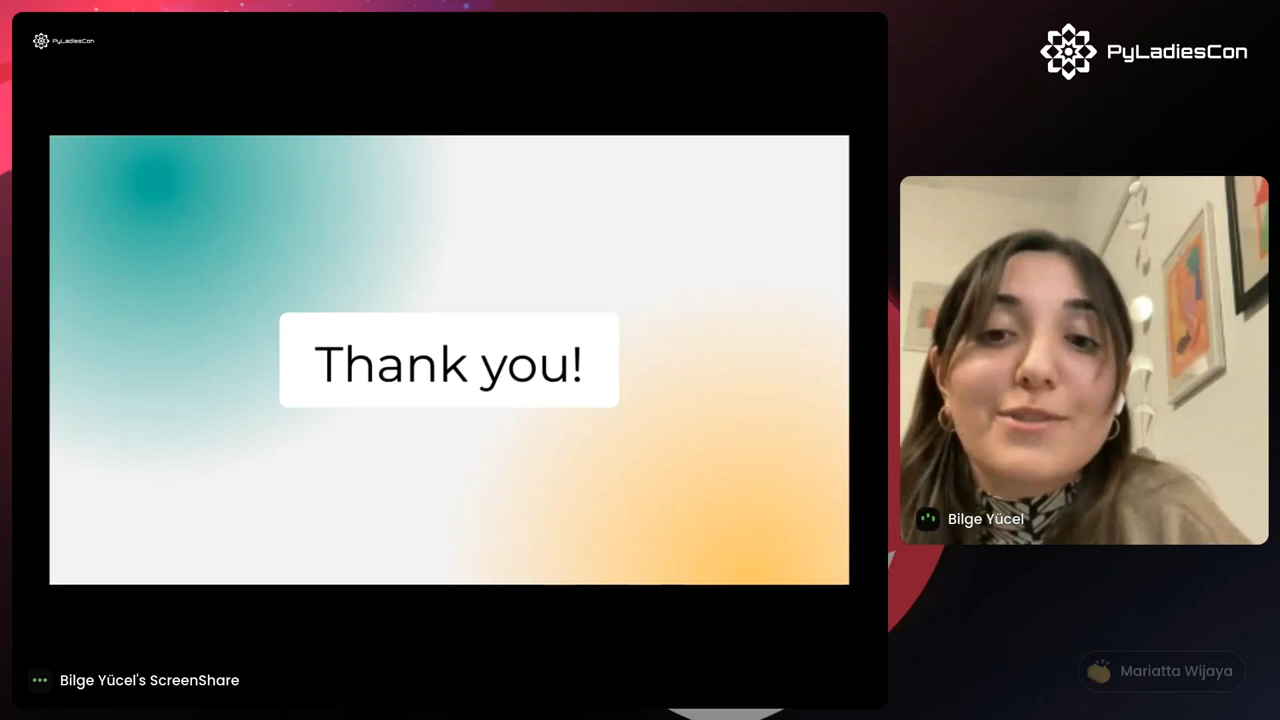 PyLadiesCon
PyLadiesCon
Thank you!
Bilge Yücel
Bilge Yücel's ScreenShare
Mariatta Wijaya